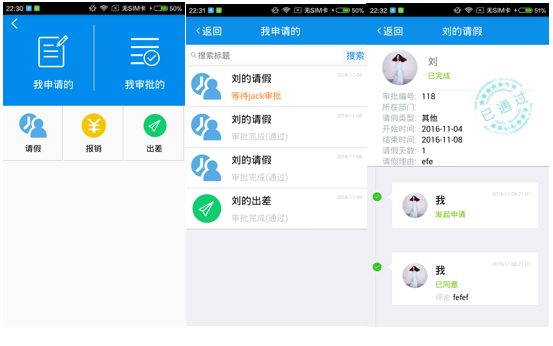 22:30
无SIM卡
50%
我申请的
我审批的
请假
报销
出差
22:31
无SIM卡
50%
返回
我申请的
搜索标题
搜索
刘的请假
2016-11-08
等待jack审批
刘的请假
2016-11-08
审批完成(通过)
刘的请假
2016-11-08
审批完成(通过)
刘的出差
2016-11-08
审批完成(通过)
22:32
无SIM卡
51%
返回
刘的请假
刘
已完成
已通过
审批编号: 118
所在部门:
请假类型: 其他
开始时间: 2016-11-04
结束时间: 2016-11-08
请假天数: 1
请假理由: efe
2016-11-08 21:01
我
发起申请
2016-11-08 21:01
我
已同意
评论 fefef